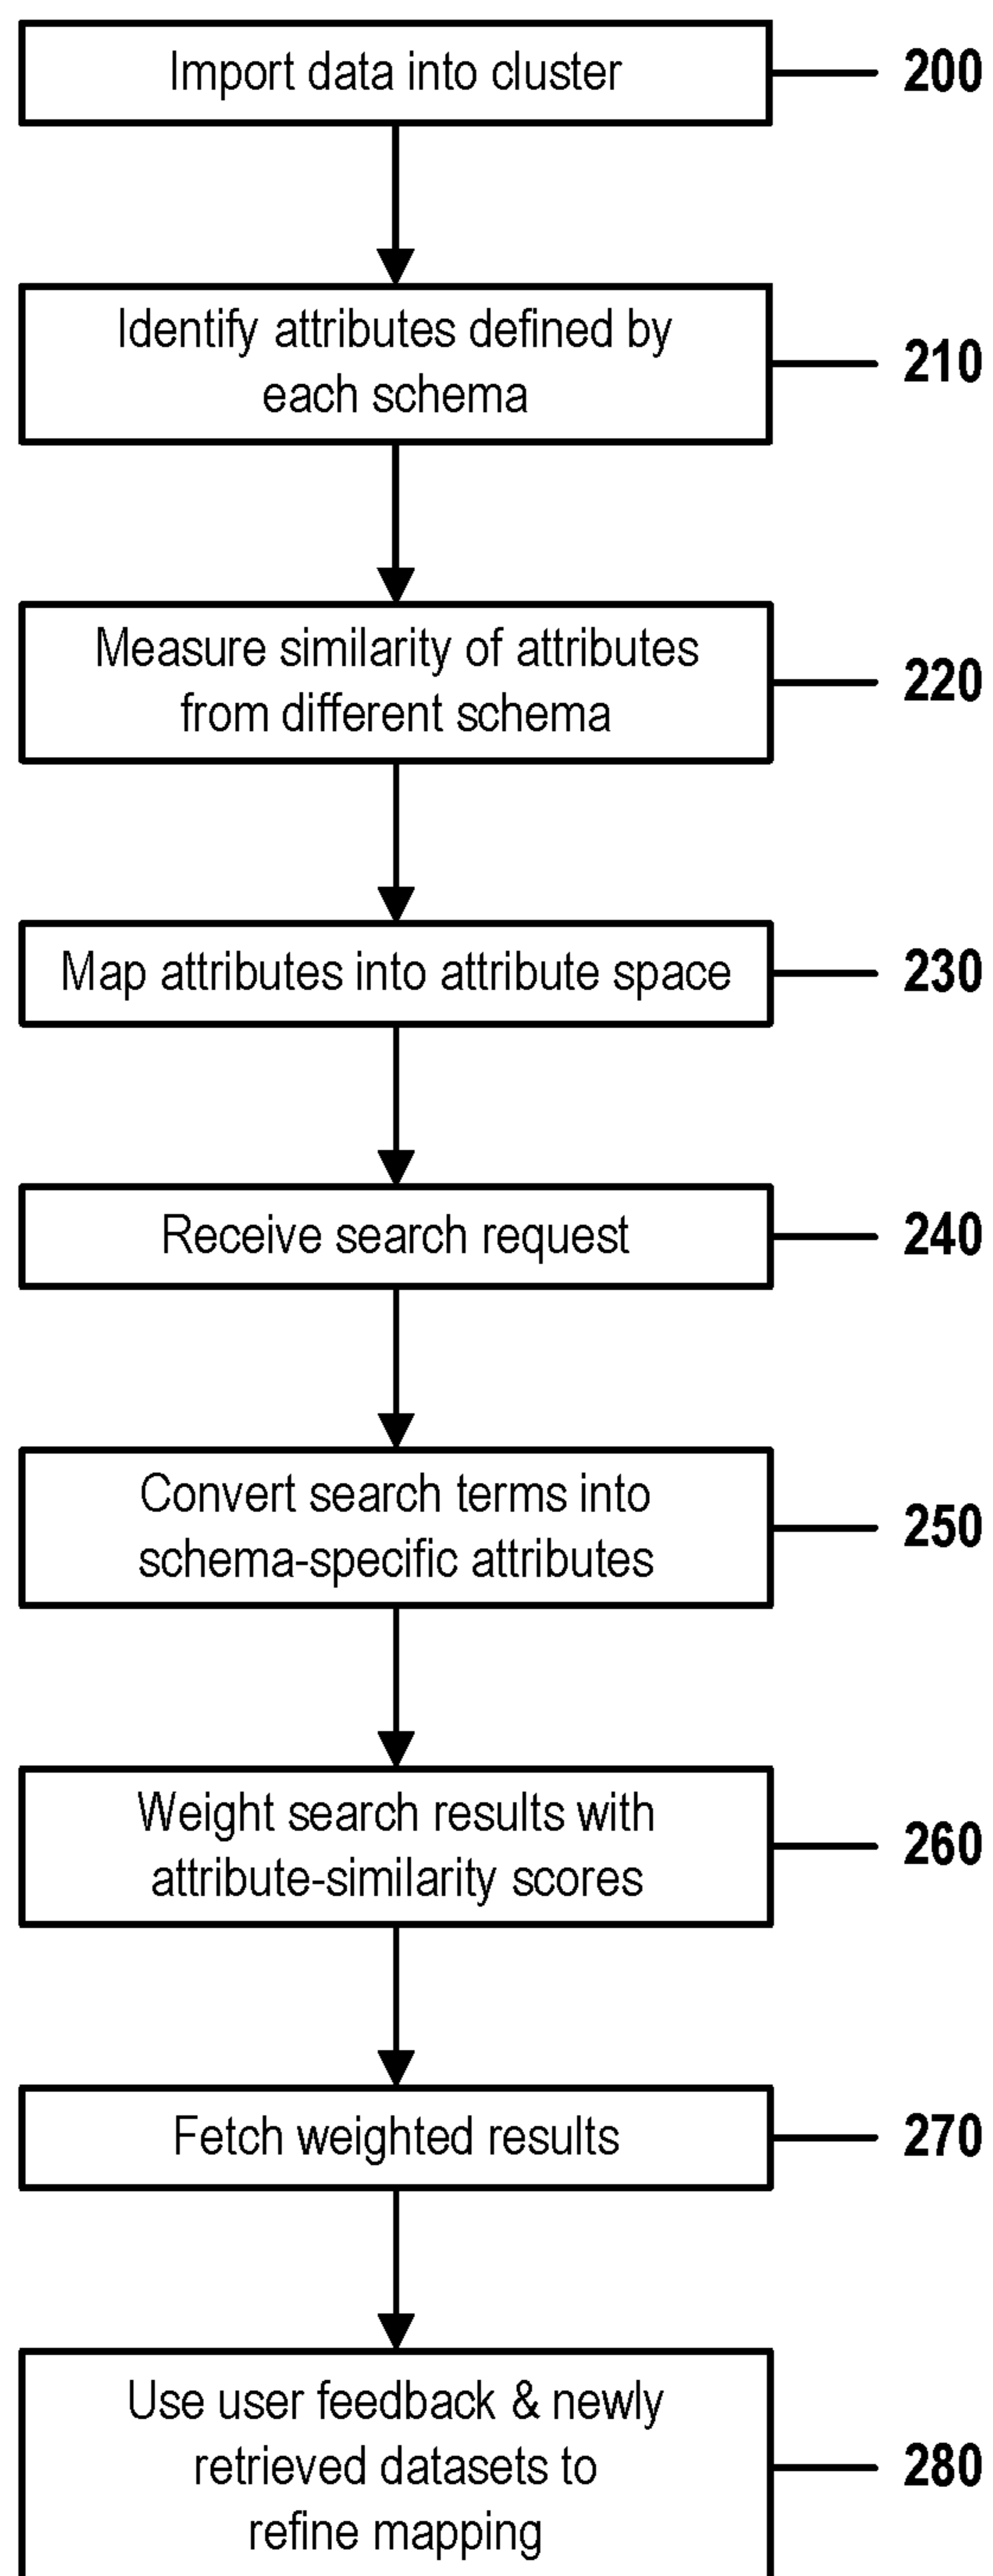 Import data into cluster
200
Identify attributes defined by
each schema
210
Measure similarity of attributes
from different schema
220
Map attributes into attribute space
230
Receive search request
240
Convert search terms into
schema-specific attributes
250
Weight search results with
attribute-similarity scores
260
Fetch weighted results
270
Use user feedback & newly
retrieved datasets to
refine mapping
280